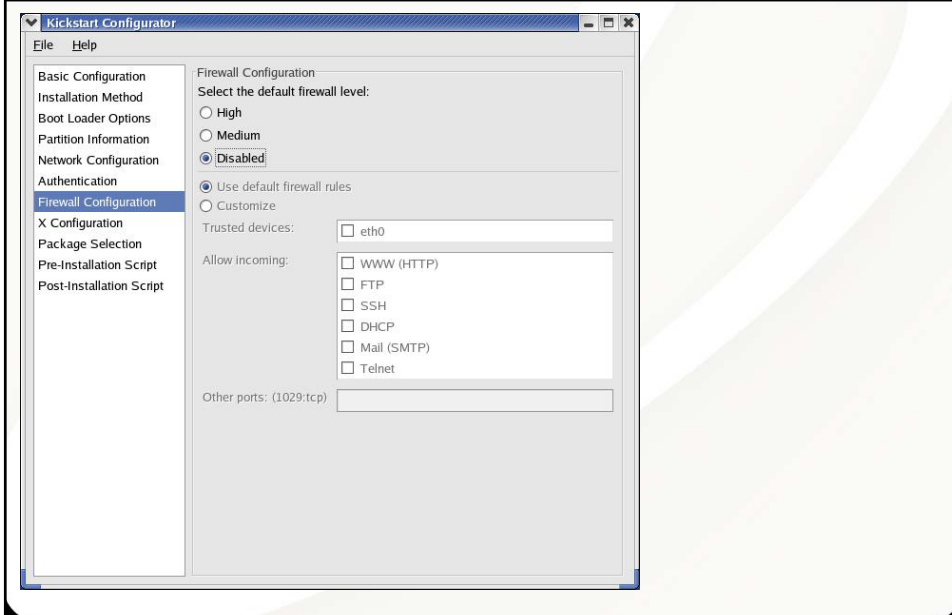 Kickstart Configurator
File Help
Basic Configuration
Installation Method
Boot Loader Options
Partition Information
Network Configuration
Authentication
Firewall Configuration
X Configuration
Package Selection
Pre-Installation Script
Post-Installation Script
Firewall Configuration
Select the default firewall level:
High
Medium
Disabled
Use default firewall rules
Customize
Trusted devices:
eth0
Allow incoming:
WWW (HTTP)
FTP
SSH
DHCP
Mail (SMTP)
Telnet
Other ports: (1029:tcp)